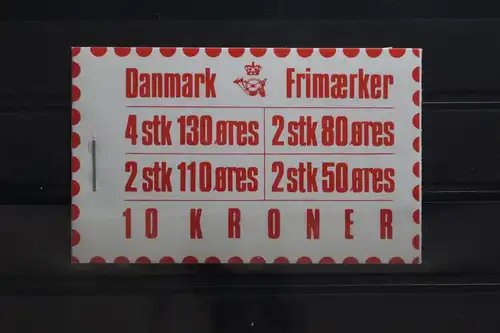 Danmark Frimærker
4 stk 130 øres 2 stk 80 øres
2 stk 110 øres 2 stk 50 øres
10 KRONER